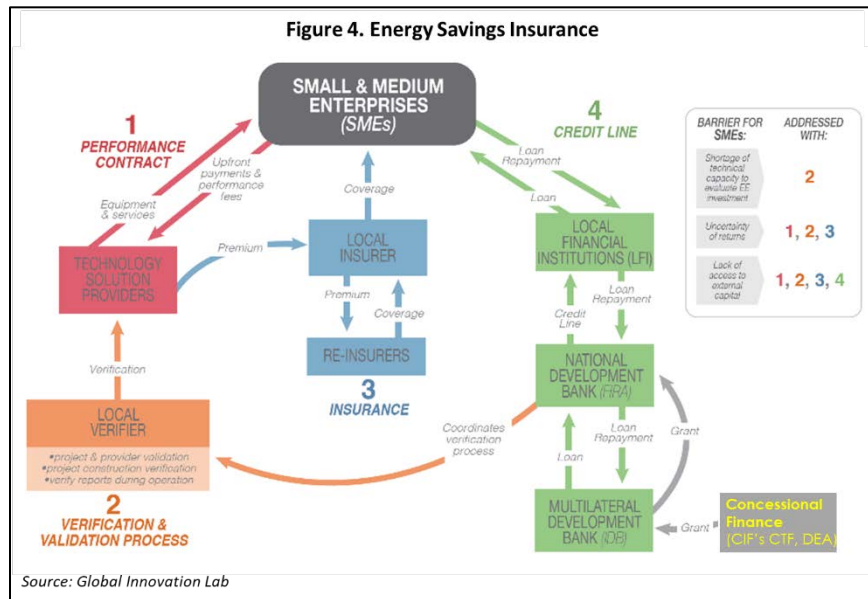 Figure 4. Energy Savings Insurance
SMALL & MEDIUM
ENTERPRISES
(SMEs)
1
PERFORMANCE
CONTRACT
Equipment
& services
Upfront
payments &
performance
fees
TECHNOLOGY
SOLUTION
PROVIDERS
Premium
Coverage
LOCAL
INSURER
Premium
Coverage
RE-INSURERS
3
INSURANCE
Verification
LOCAL
VERIFIER
•project & provider validation
•project construction verification
•verify reports during operation
2
VERIFICATION &
VALIDATION PROCESS
Coordinates
verification
process
4
CREDIT LINE
Loan
Repayment
Loan
LOCAL
FINANCIAL
INSTITUTIONS (LFI)
Credit
Line
Loan
Repayment
NATIONAL
DEVELOPMENT
BANK (FIRA)
Loan
Loan
Repayment
Grant
MULTILATERAL
DEVELOPMENT
BANK (IDB)
Grant
Concessional
Finance
(CIF's CTF, DEA)
BARRIER FOR
SMEs:
ADDRESSED
WITH:
Shortage of
technical
capacity to
evaluate EE
investment
2
Uncertainty
of returns
1, 2, 3
Lack of
access to
external
capital
1, 2, 3, 4
Source: Global Innovation Lab